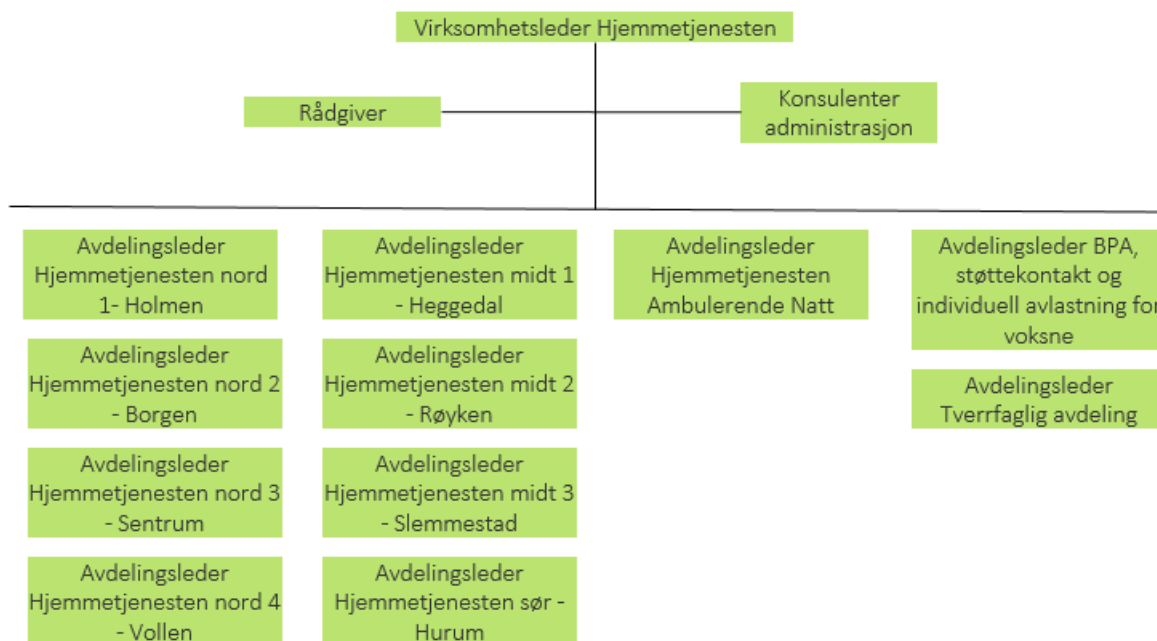 Virksomhetsleder Hjemmetjenesten
Rådgiver
Konsulenter
administrasjon
Avdelingsleder
Hjemmetjenesten nord
1- Holmen
Avdelingsleder
Hjemmetjenesten nord 2
- Borgen
Avdelingsleder
Hjemmetjenesten nord 3
- Sentrum
Avdelingsleder
Hjemmetjenesten nord 4
- Vollen
Avdelingsleder
Hjemmetjenesten midt 1
- Heggedal
Avdelingsleder
Hjemmetjenesten midt 2
- Røyken
Avdelingsleder
Hjemmetjenesten midt 3
- Slemmestad
Avdelingsleder
Hjemmetjenesten sør -
Hurum
Avdelingsleder
Hjemmetjenesten
Ambulerende Natt
Avdelingsleder BPA,
støttekontakt og
individuell avlastning for
voksne
Avdelingsleder
Tverrfaglig avdeling